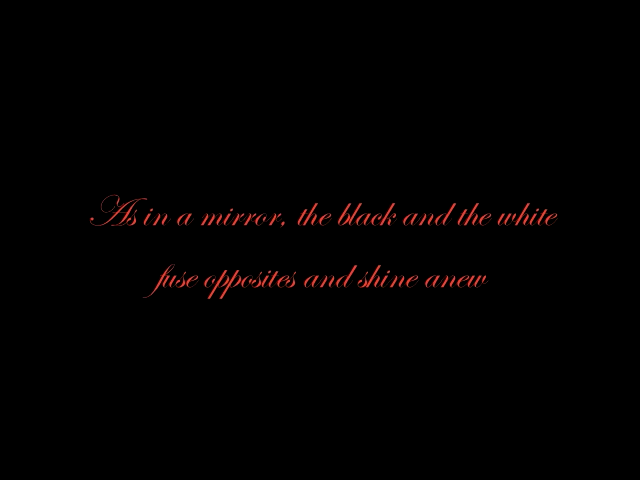 As in a mirror, the black and the white
fuse opposites and shine anew